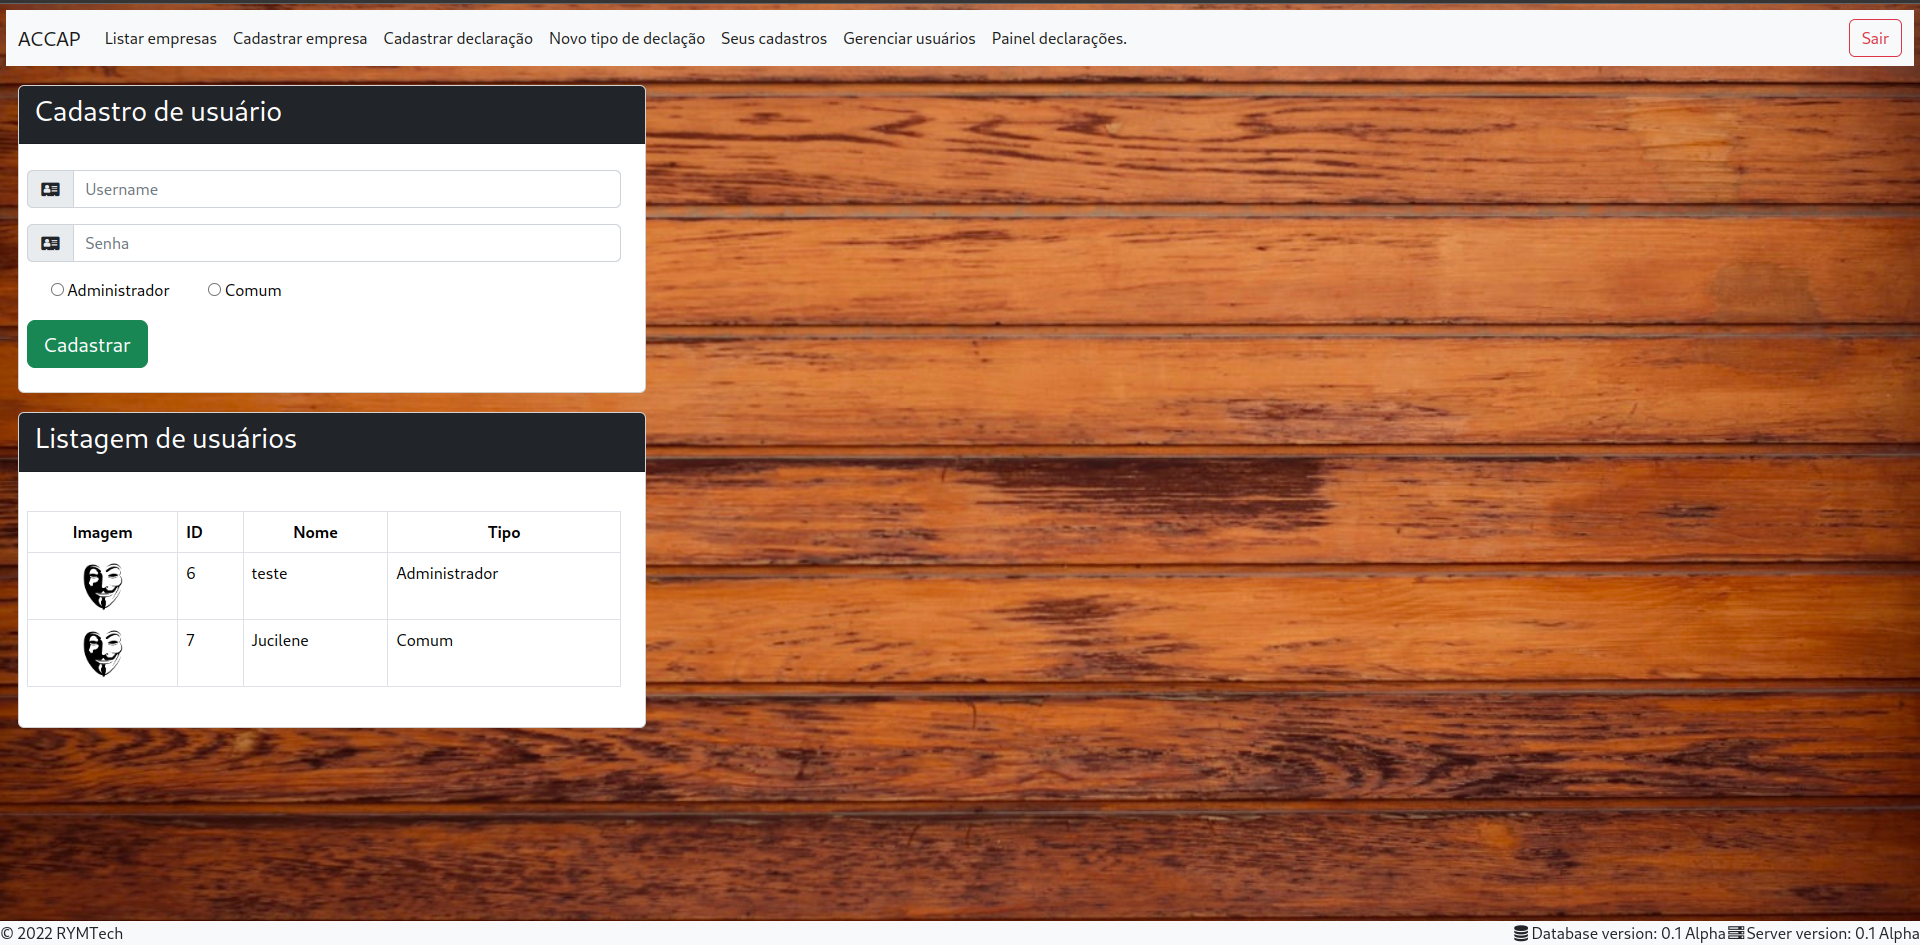 ACCAP Listar empresas Cadastrar empresa Cadastrar declaração Novo tipo de declação Seus cadastros Gerenciar usuários Painel declarações. Sair
Cadastro de usuário
Username
Senha
Administrador Comum
Cadastrar
Listagem de usuários
Imagem ID Nome Tipo
6 teste Administrador
7 Jucilene Comum
© 2022 RYMTech Database version: 0.1 Alpha Server version: 0.1 Alpha